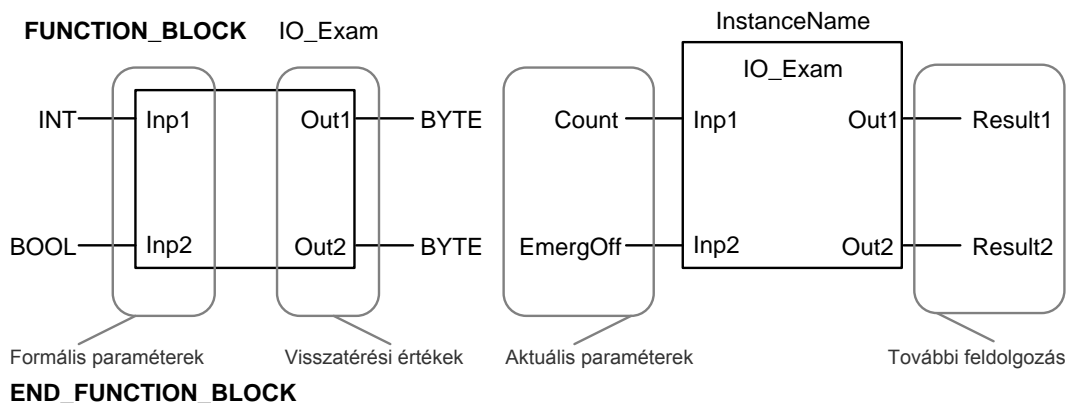 FUNCTION_BLOCK IO_Exam
INT Inp1 Out1 BYTE
BOOL Inp2 Out2 BYTE
Formális paraméterek Visszatérési értékek
END_FUNCTION_BLOCK
InstanceName
IO_Exam
Count Inp1 Out1 Result1
EmergOff Inp2 Out2 Result2
Aktuális paraméterek További feldolgozás